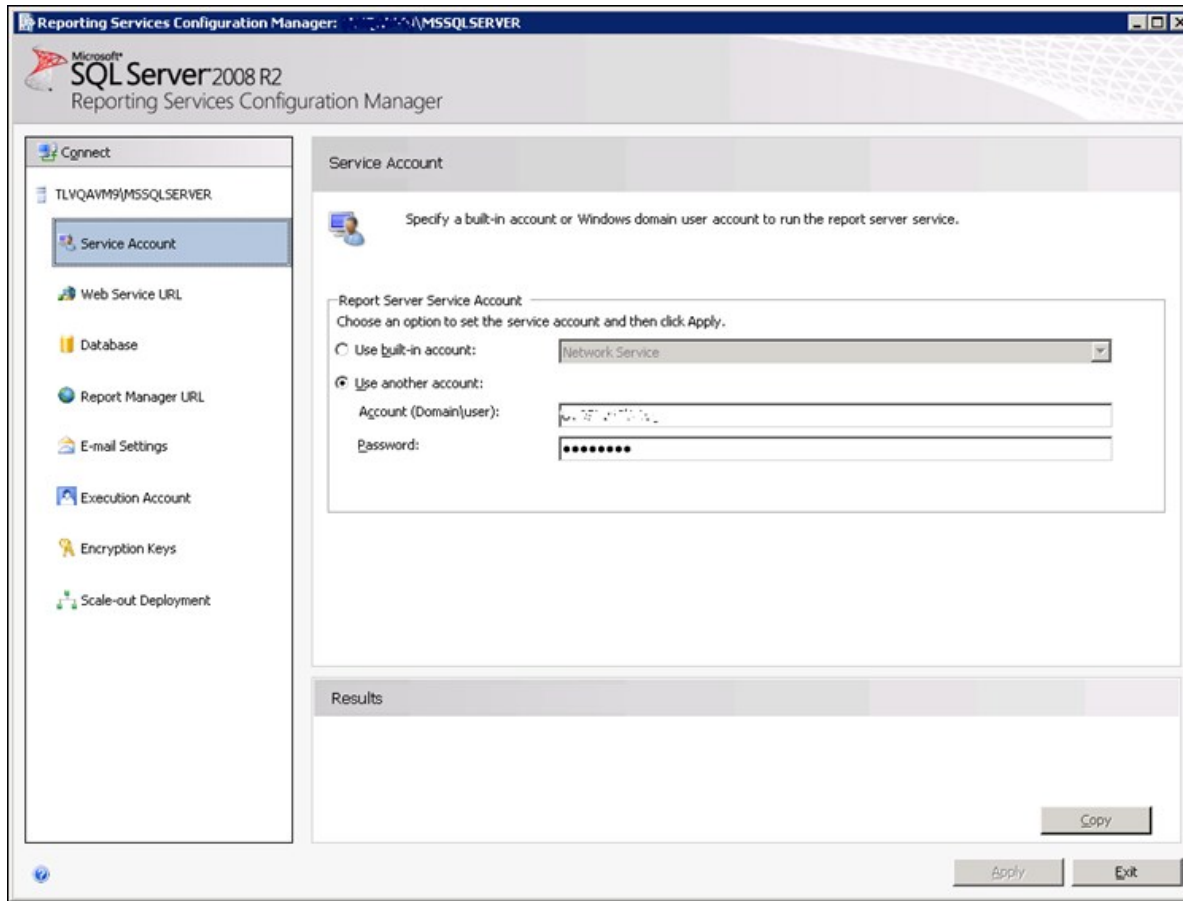 Reporting Services Configuration Manager: \MSSQLSERVER
Microsoft®
SQL Server® 2008 R2
Reporting Services Configuration Manager
Connect
TLVQAVM9\MSSQLSERVER
Service Account
Web Service URL
Database
Report Manager URL
E-mail Settings
Execution Account
Encryption Keys
Scale-out Deployment
Service Account
Specify a built-in account or Windows domain user account to run the report server service.
Report Server Service Account
Choose an option to set the service account and then click Apply.
Use built-in account: Network Service
Use another account:
Account (Domain\user):
Password: ●●●●●●●●
Results
Copy
Apply Exit